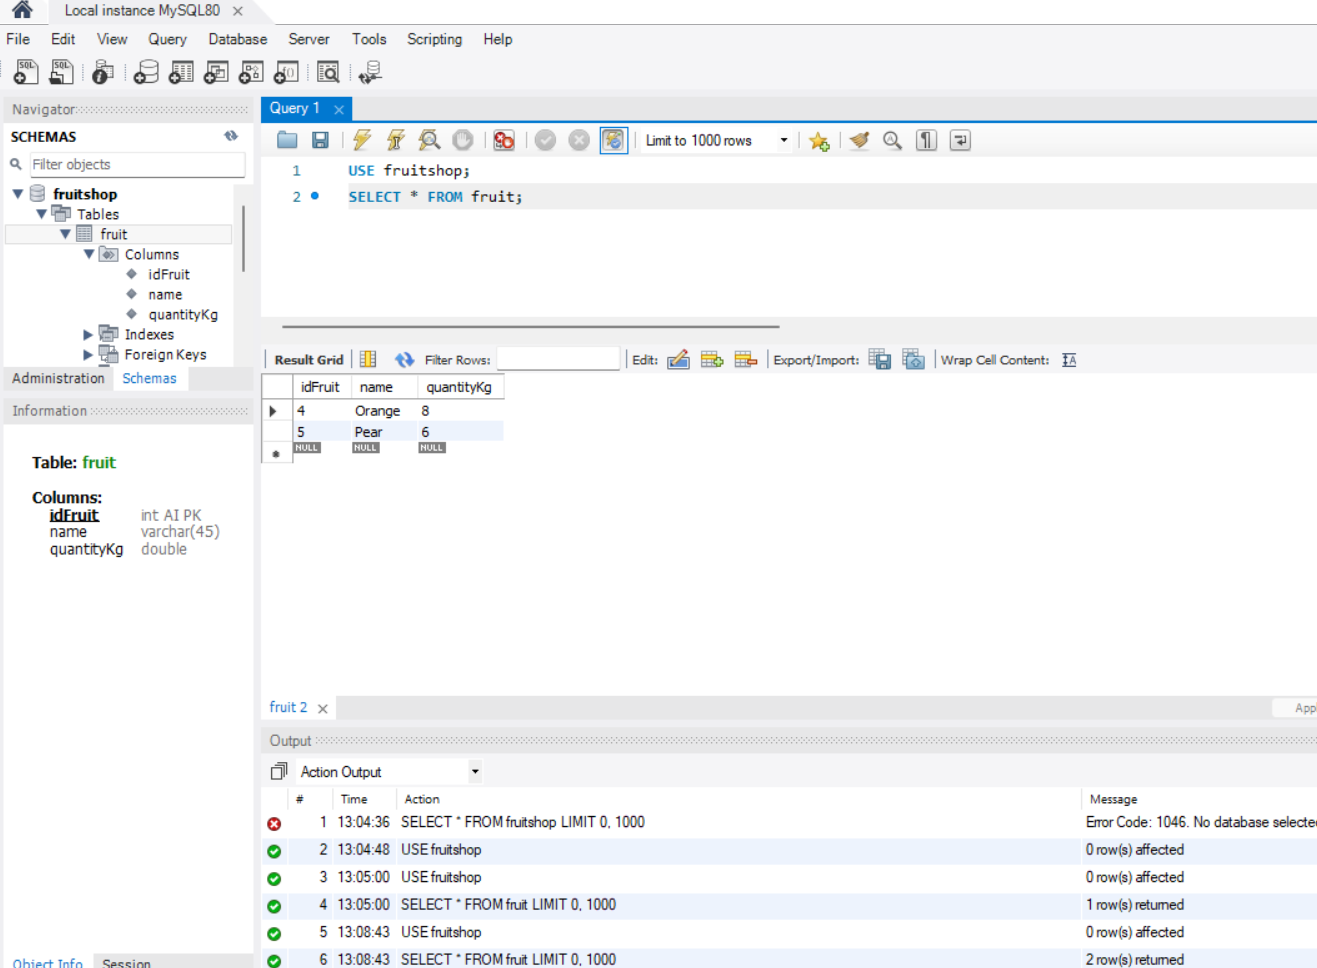 Local instance MySQL80
File Edit View Query Database Server Tools Scripting Help
Navigator
SCHEMAS
Filter objects
fruitshop
Tables
fruit
Columns
idFruit
name
quantityKg
Indexes
Foreign Keys
Administration Schemas
Information
Table: fruit
Columns:
idFruit int AI PK
name varchar(45)
quantityKg double
Object Info Session
Query 1
Limit to 1000 rows
1 USE fruitshop;
2 SELECT * FROM fruit;
Result Grid Filter Rows: Edit: Export/Import: Wrap Cell Content:
idFruit name quantityKg
4 Orange 8
5 Pear 6
NULL NULL NULL
fruit 2
Appl
Output
Action Output
# Time Action Message
1 13:04:36 SELECT * FROM fruitshop LIMIT 0, 1000 Error Code: 1046. No database selected
2 13:04:48 USE fruitshop 0 row(s) affected
3 13:05:00 USE fruitshop 0 row(s) affected
4 13:05:00 SELECT * FROM fruit LIMIT 0, 1000 1 row(s) returned
5 13:08:43 USE fruitshop 0 row(s) affected
6 13:08:43 SELECT * FROM fruit LIMIT 0, 1000 2 row(s) returned